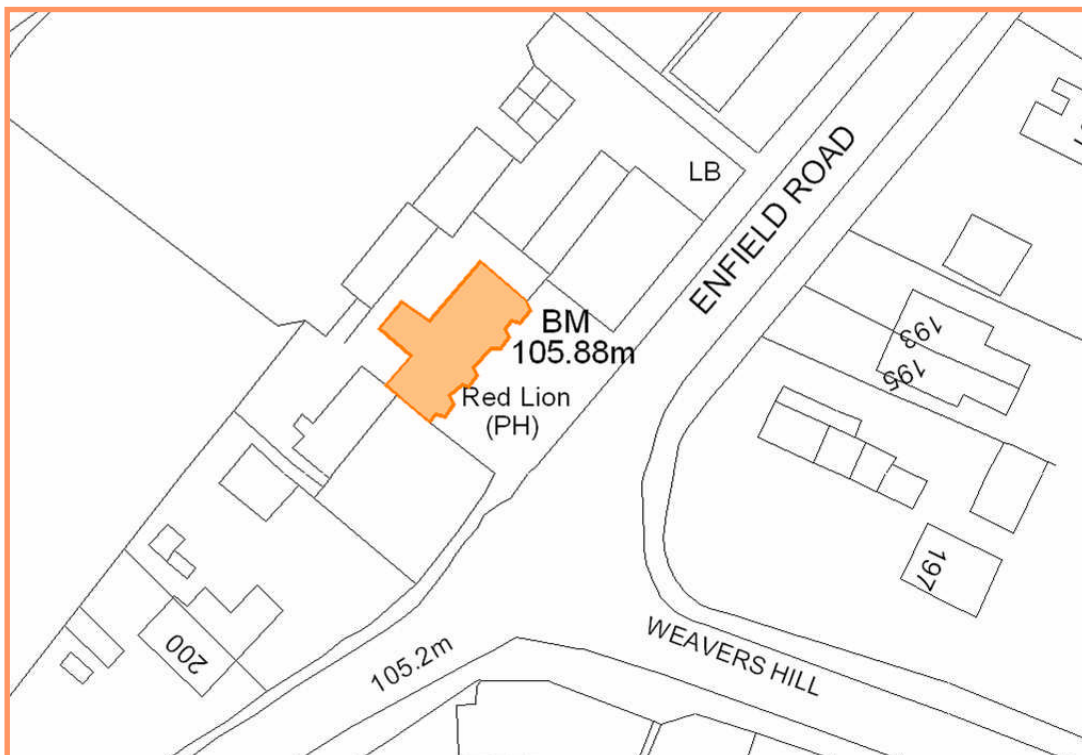 LB
ENFIELD ROAD
BM
105.88m
Red Lion
(PH)
193
195
197
200
105.2m
WEAVERS HILL